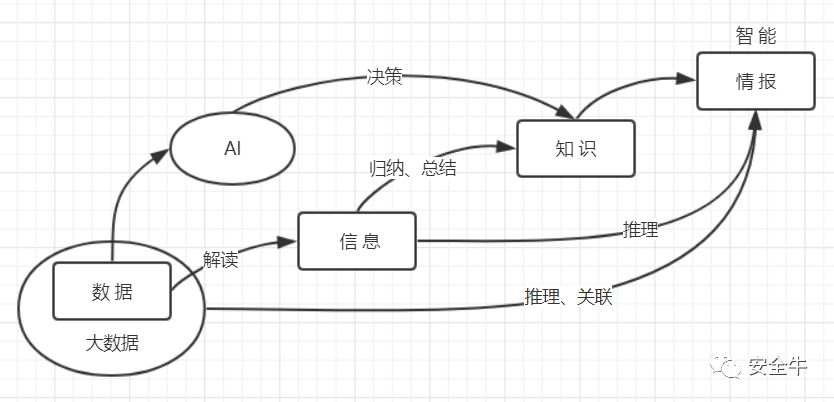 智能
情报
决策
AI
知识
归纳、总结
信息
推理
解读
数据
推理、关联
大数据
安全牛